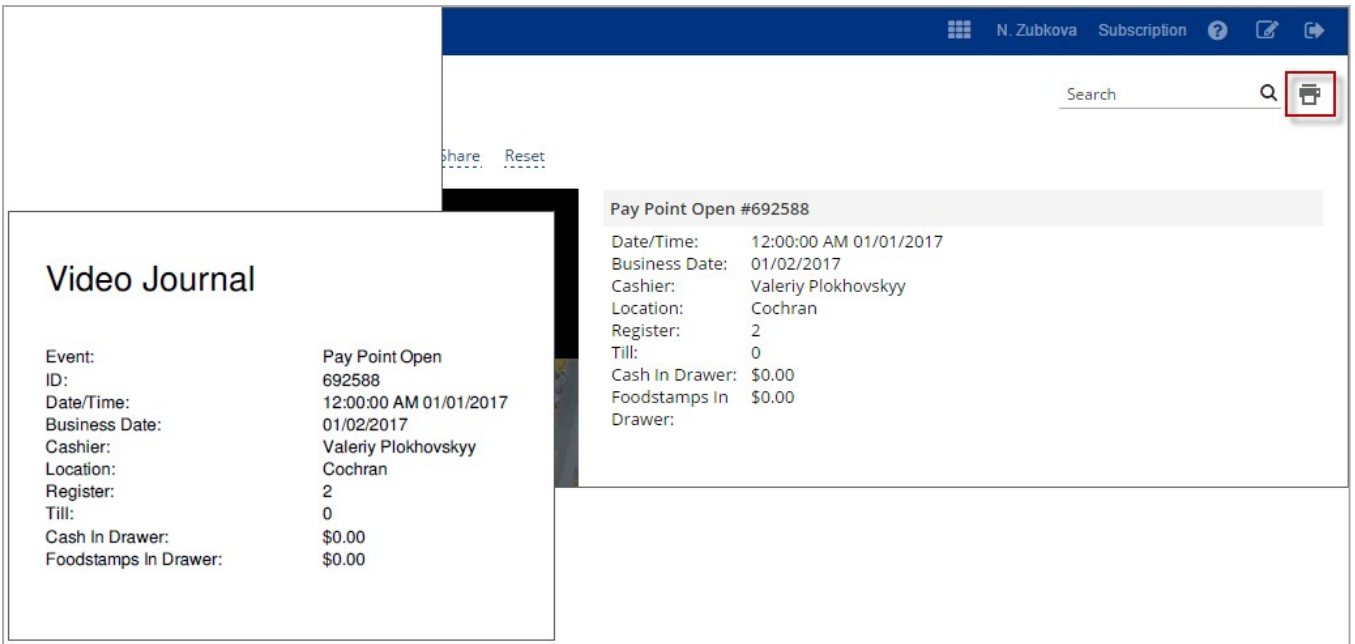 N. Zubkova Subscription
Search
Share Reset
Pay Point Open #692588
Date/Time: 12:00:00 AM 01/01/2017
Business Date: 01/02/2017
Cashier: Valeriy Plokhovskyy
Location: Cochran
Register: 2
Till: 0
Cash In Drawer: $0.00
Foodstamps In $0.00
Drawer:
Video Journal
Event: Pay Point Open
ID: 692588
Date/Time: 12:00:00 AM 01/01/2017
Business Date: 01/02/2017
Cashier: Valeriy Plokhovskyy
Location: Cochran
Register: 2
Till: 0
Cash In Drawer: $0.00
Foodstamps In Drawer: $0.00